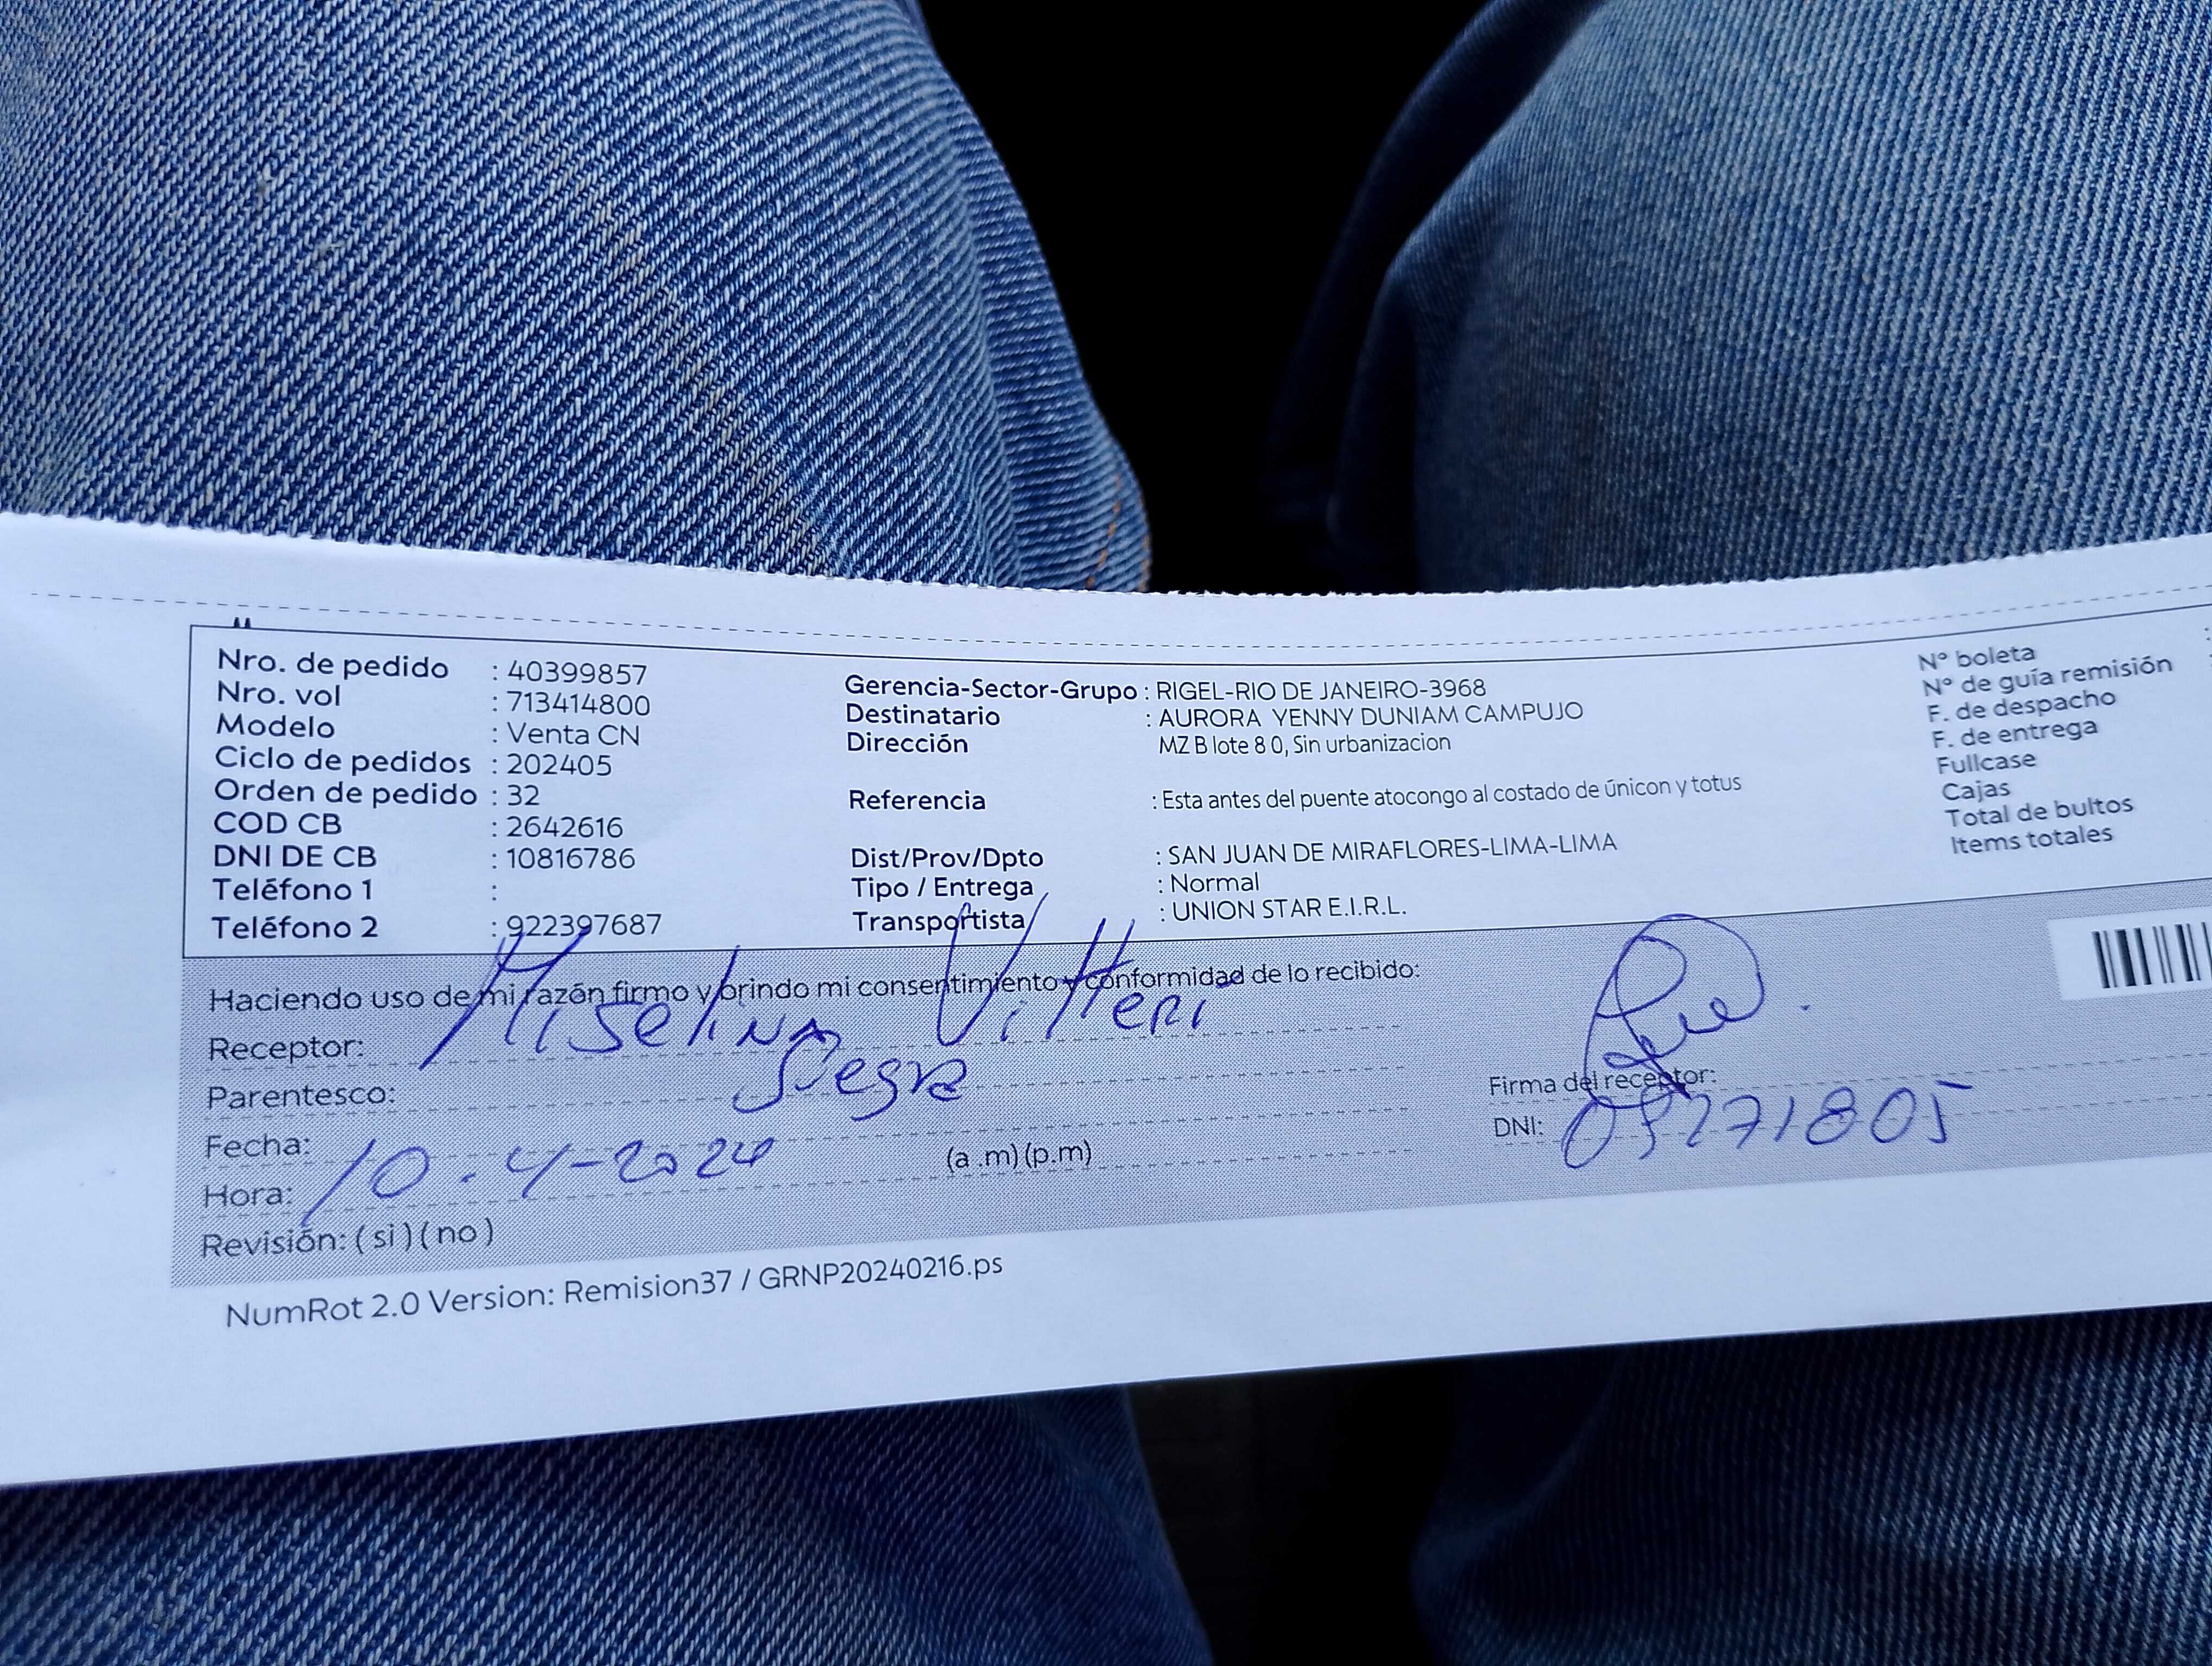 Nro. de pedido : 40399857
Nro. vol : 713414800
Modelo : Venta CN
Ciclo de pedidos : 202405
Orden de pedido : 32
COD CB : 2642616
DNI DE CB : 10816786
Teléfono 1 :
Teléfono 2 : 922397687
Gerencia-Sector-Grupo : RIGEL-RIO DE JANEIRO-3968
Destinatario : AURORA YENNY DUNIAM CAMPUJO
Dirección MZ B lote 8 0, Sin urbanizacion
Referencia : Esta antes del puente atocongo al costado de únicon y totus
Dist/Prov/Dpto : SAN JUAN DE MIRAFLORES-LIMA-LIMA
Tipo / Entrega : Normal
Transportista : UNION STAR E.I.R.L.
N° boleta
N° de guía remisión :
F. de despacho
F. de entrega
Fullcase
Cajas
Total de bultos
Items totales
Haciendo uso de mi razón firmo y brindo mi consentimiento y conformidad de lo recibido:
Receptor: Vitteri
Parentesco:
Fecha: 10-4-2024
Hora: (a .m) (p.m)
Revisión: ( si ) ( no )
Firma del receptor:
DNI:
NumRot 2.0 Version: Remision37 / GRNP20240216.ps